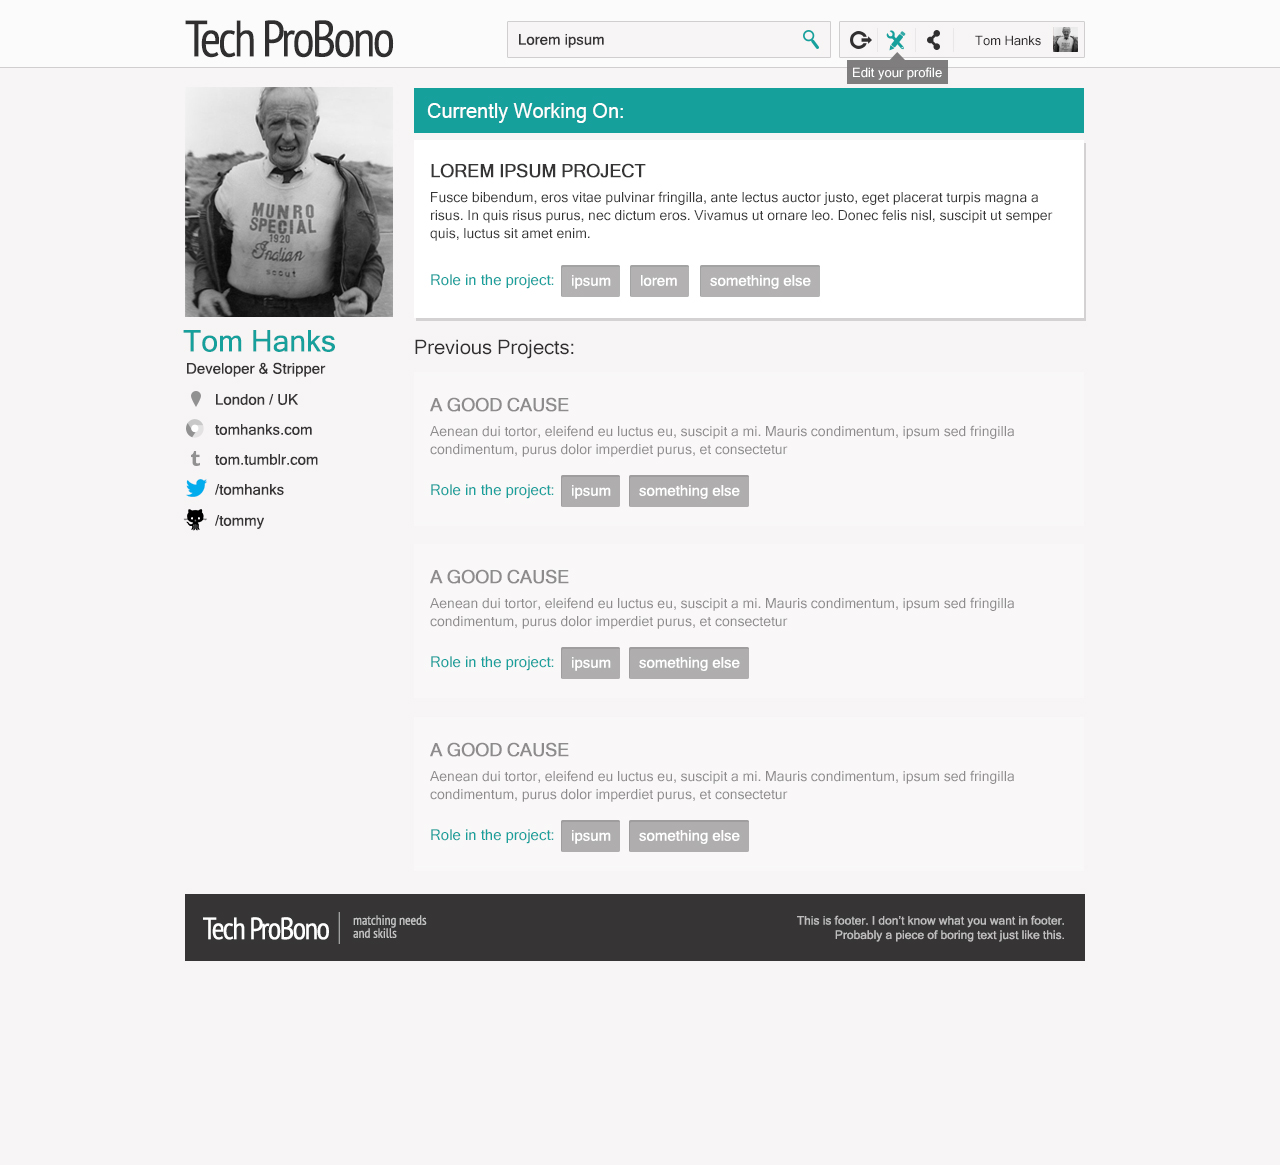 Tech ProBono
Lorem ipsum
Tom Hanks
Edit your profile
MUNRO
SPECIAL
1920
Indian
scout
Tom Hanks
Developer & Stripper
London / UK
tomhanks.com
tom.tumblr.com
/tomhanks
/tommy
Currently Working On:
LOREM IPSUM PROJECT
Fusce bibendum, eros vitae pulvinar fringilla, ante lectus auctor justo, eget placerat turpis magna a
risus. In quis risus purus, nec dictum eros. Vivamus ut ornare leo. Donec felis nisl, suscipit ut semper
quis, luctus sit amet enim.
Role in the project: ipsum lorem something else
Previous Projects:
A GOOD CAUSE
Aenean dui tortor, eleifend eu luctus eu, suscipit a mi. Mauris condimentum, ipsum sed fringilla
condimentum, purus dolor imperdiet purus, et consectetur
Role in the project: ipsum something else
A GOOD CAUSE
Aenean dui tortor, eleifend eu luctus eu, suscipit a mi. Mauris condimentum, ipsum sed fringilla
condimentum, purus dolor imperdiet purus, et consectetur
Role in the project: ipsum something else
A GOOD CAUSE
Aenean dui tortor, eleifend eu luctus eu, suscipit a mi. Mauris condimentum, ipsum sed fringilla
condimentum, purus dolor imperdiet purus, et consectetur
Role in the project: ipsum something else
Tech ProBono
matching needs
and skills
This is footer. I don't know what you want in footer.
Probably a piece of boring text just like this.